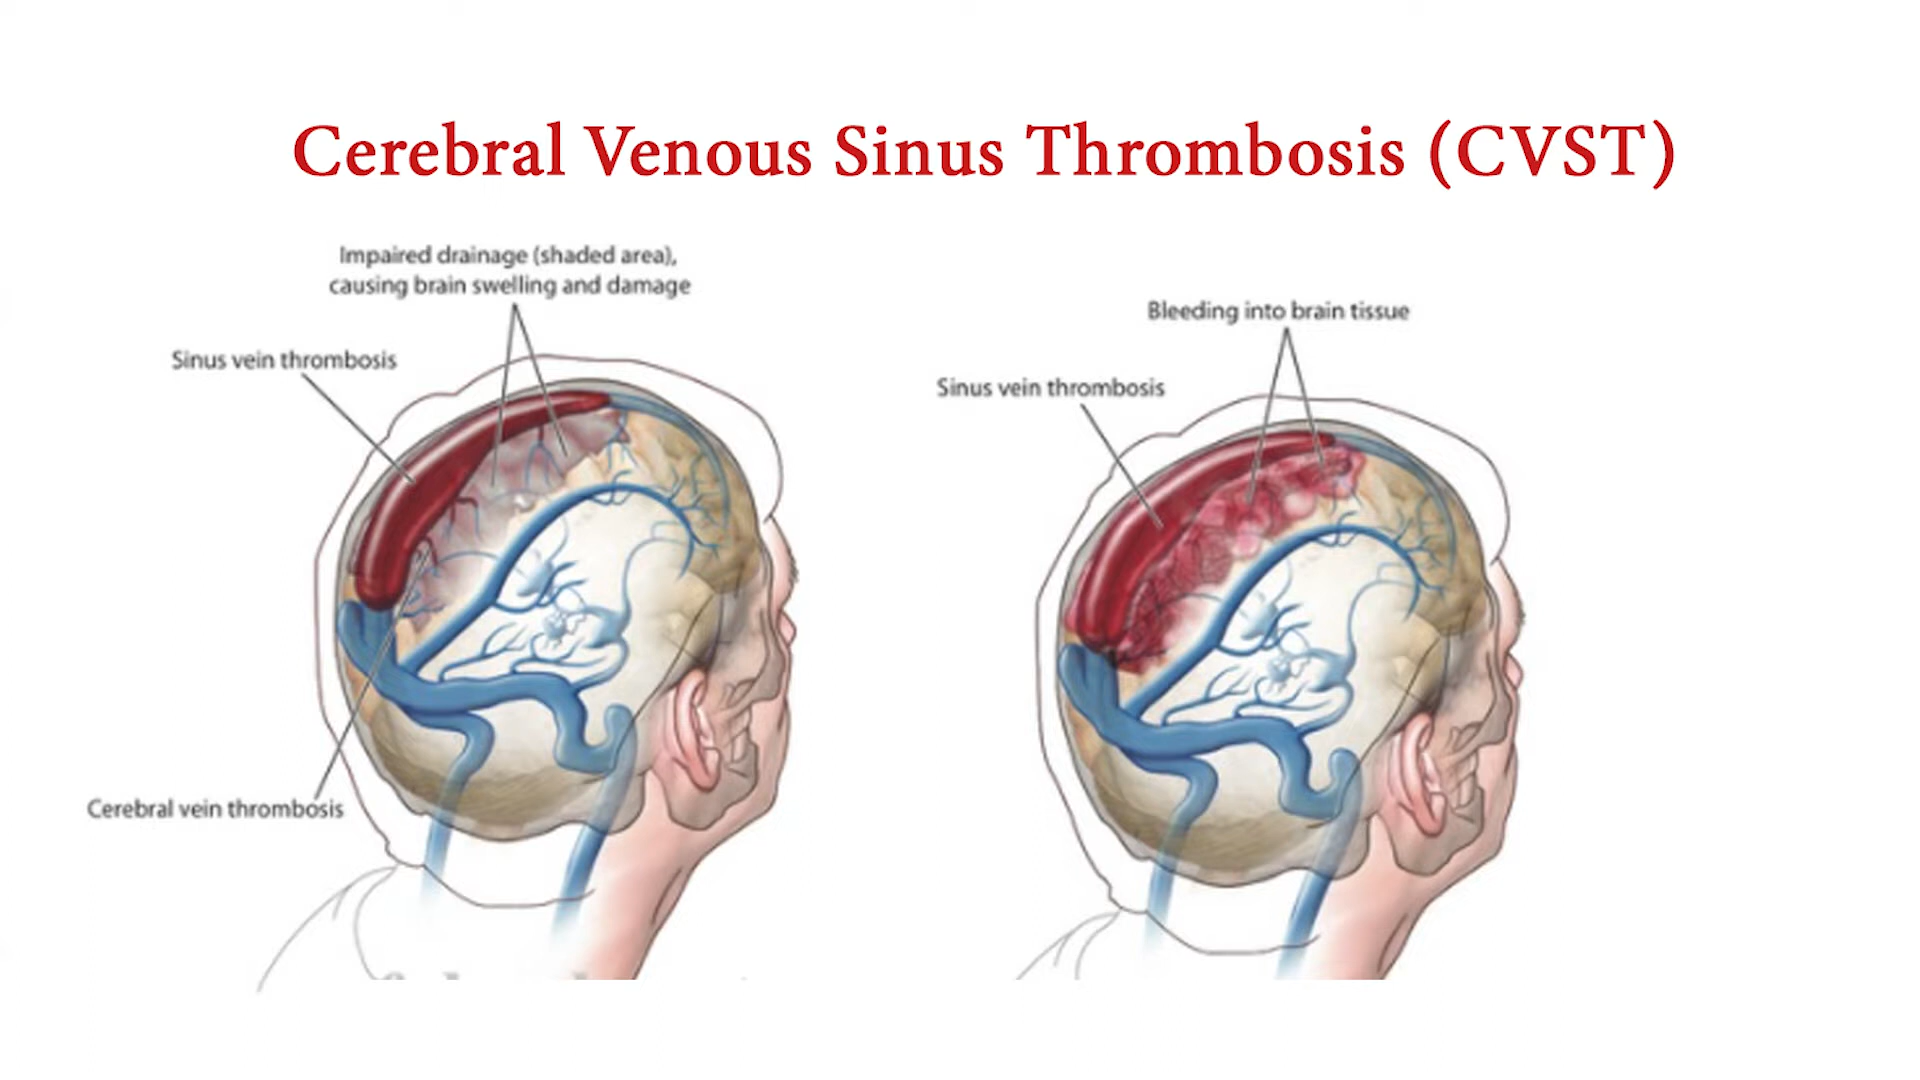 Cerebral Venous Sinus Thrombosis (CVST)
Impaired drainage (shaded area),
causing brain swelling and damage
Sinus vein thrombosis
Cerebral vein thrombosis
Bleeding into brain tissue
Sinus vein thrombosis